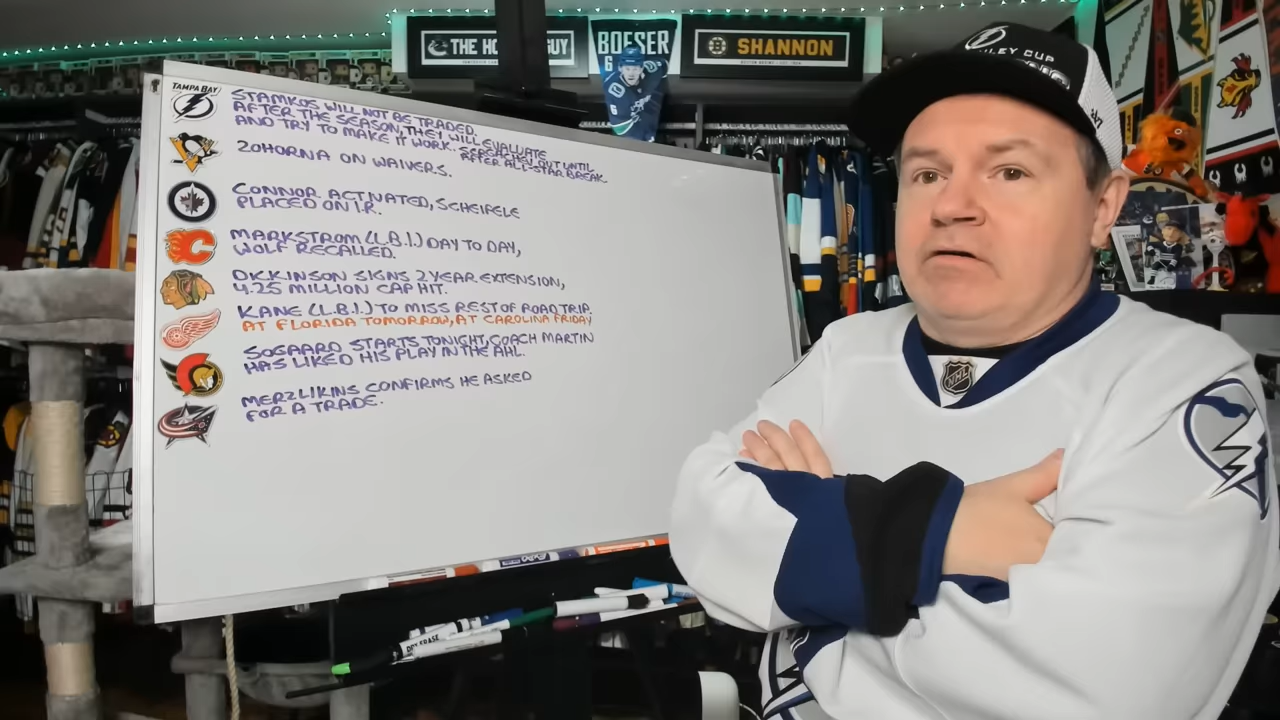 THE HO GUY
BOESER
6
SHANNON
TAMPA BAY
STAMKOS WILL NOT BE TRADED.
AFTER THE SEASON, THEY WILL EVALUATE
AND TRY TO MAKE IT WORK. SERGACHEV OUT UNTIL
AFTER ALL-STAR BREAK
ZOHORNA ON WAIVERS.
CONNOR ACTIVATED, SCHEIFELE
PLACED ON I.R.
MARKSTROM (L.B.I.) DAY TO DAY,
WOLF RECALLED.
DICKINSON SIGNS 2 YEAR EXTENSION,
4.25 MILLION CAP HIT.
KANE (L.B.I.) TO MISS REST OF ROAD TRIP.
AT FLORIDA TOMORROW, AT CAROLINA FRIDAY
SOGAARD STARTS TONIGHT, COACH MARTIN
HAS LIKED HIS PLAY IN THE AHL.
MERZLIKINS CONFIRMS HE ASKED
FOR A TRADE.
NHL
DRY ERASE